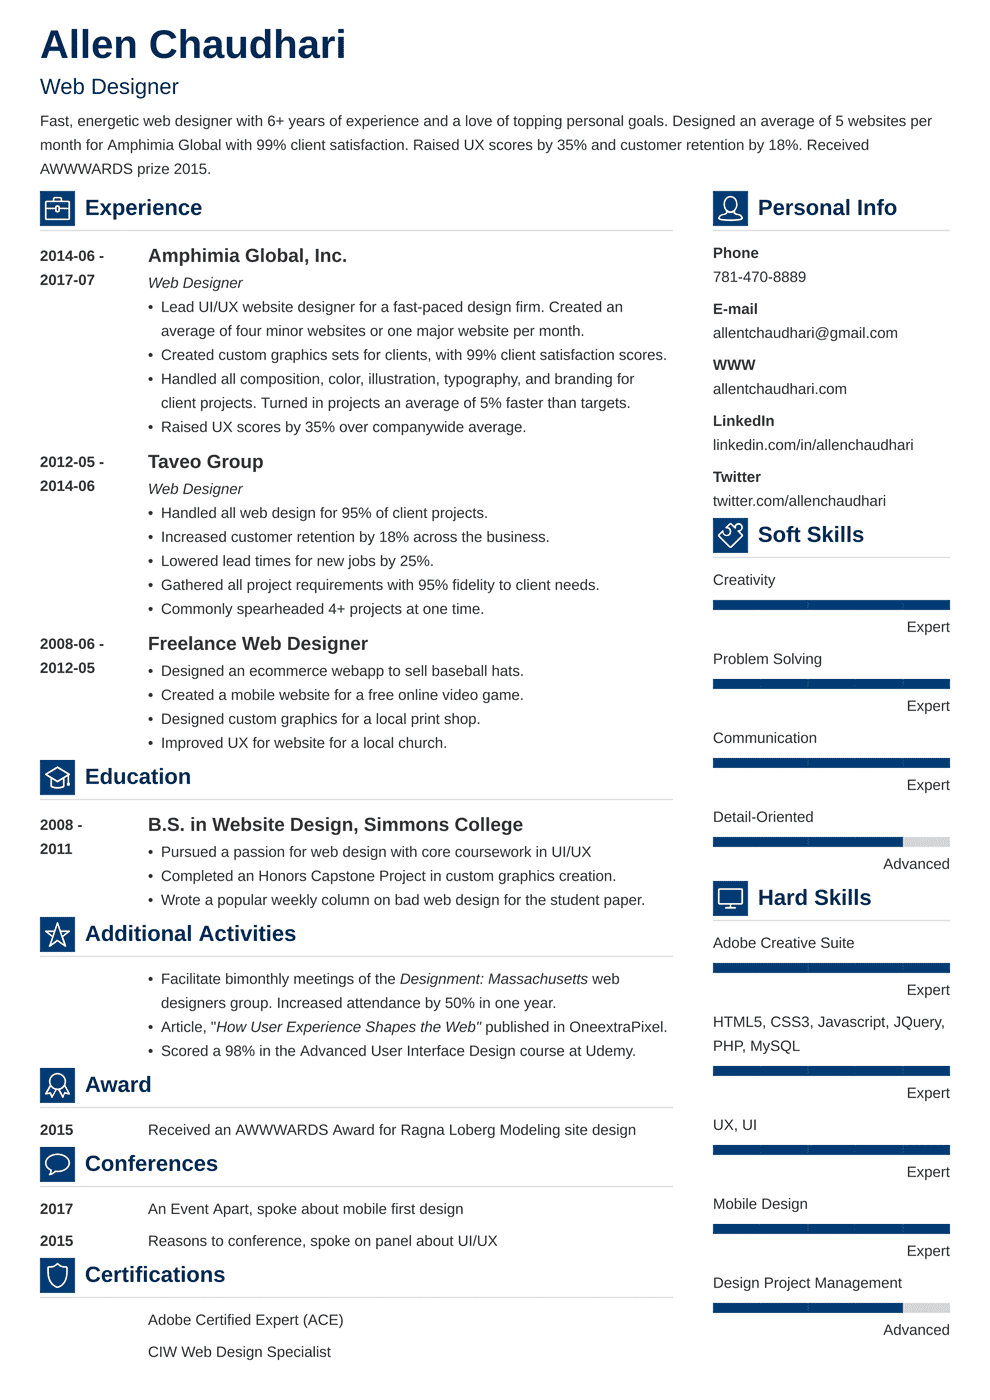 Allen Chaudhari
Web Designer
Fast, energetic web designer with 6+ years of experience and a love of topping personal goals. Designed an average of 5 websites per
month for Amphimia Global with 99% client satisfaction. Raised UX scores by 35% and customer retention by 18%. Received
AWWWARDS prize 2015.
Experience
2014-06 -
2017-07
Amphimia Global, Inc.
Web Designer
• Lead UI/UX website designer for a fast-paced design firm. Created an
average of four minor websites or one major website per month.
• Created custom graphics sets for clients, with 99% client satisfaction scores.
• Handled all composition, color, illustration, typography, and branding for
client projects. Turned in projects an average of 5% faster than targets.
• Raised UX scores by 35% over companywide average.
2012-05 -
2014-06
Taveo Group
Web Designer
• Handled all web design for 95% of client projects.
• Increased customer retention by 18% across the business.
• Lowered lead times for new jobs by 25%.
• Gathered all project requirements with 95% fidelity to client needs.
• Commonly spearheaded 4+ projects at one time.
2008-06 -
2012-05
Freelance Web Designer
• Designed an ecommerce webapp to sell baseball hats.
• Created a mobile website for a free online video game.
• Designed custom graphics for a local print shop.
• Improved UX for website for a local church.
Education
2008 -
2011
B.S. in Website Design, Simmons College
• Pursued a passion for web design with core coursework in UI/UX
• Completed an Honors Capstone Project in custom graphics creation.
• Wrote a popular weekly column on bad web design for the student paper.
Additional Activities
• Facilitate bimonthly meetings of the Designment: Massachusetts web
designers group. Increased attendance by 50% in one year.
• Article, "How User Experience Shapes the Web" published in OneextraPixel.
• Scored a 98% in the Advanced User Interface Design course at Udemy.
Award
2015 Received an AWWWARDS Award for Ragna Loberg Modeling site design
Conferences
2017 An Event Apart, spoke about mobile first design
2015 Reasons to conference, spoke on panel about UI/UX
Certifications
Adobe Certified Expert (ACE)
CIW Web Design Specialist
Personal Info
Phone
781-470-8889
E-mail
allentchaudhari@gmail.com
WWW
allentchaudhari.com
LinkedIn
linkedin.com/in/allenchaudhari
Twitter
twitter.com/allenchaudhari
Soft Skills
Creativity
Expert
Problem Solving
Expert
Communication
Expert
Detail-Oriented
Advanced
Hard Skills
Adobe Creative Suite
Expert
HTML5, CSS3, Javascript, JQuery,
PHP, MySQL
Expert
UX, UI
Expert
Mobile Design
Expert
Design Project Management
Advanced